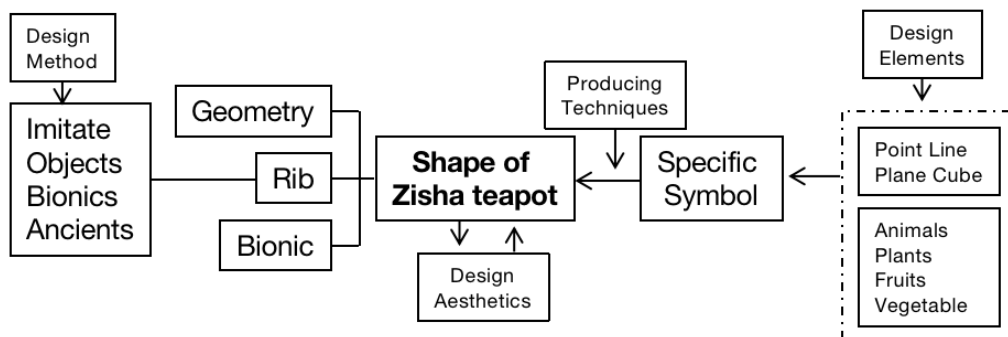 Design
Method
Imitate
Objects
Bionics
Ancients
Geometry
Rib
Bionic
Shape of
Zisha teapot
Design
Aesthetics
Producing
Techniques
Specific
Symbol
Design
Elements
Point Line
Plane Cube
Animals
Plants
Fruits
Vegetable